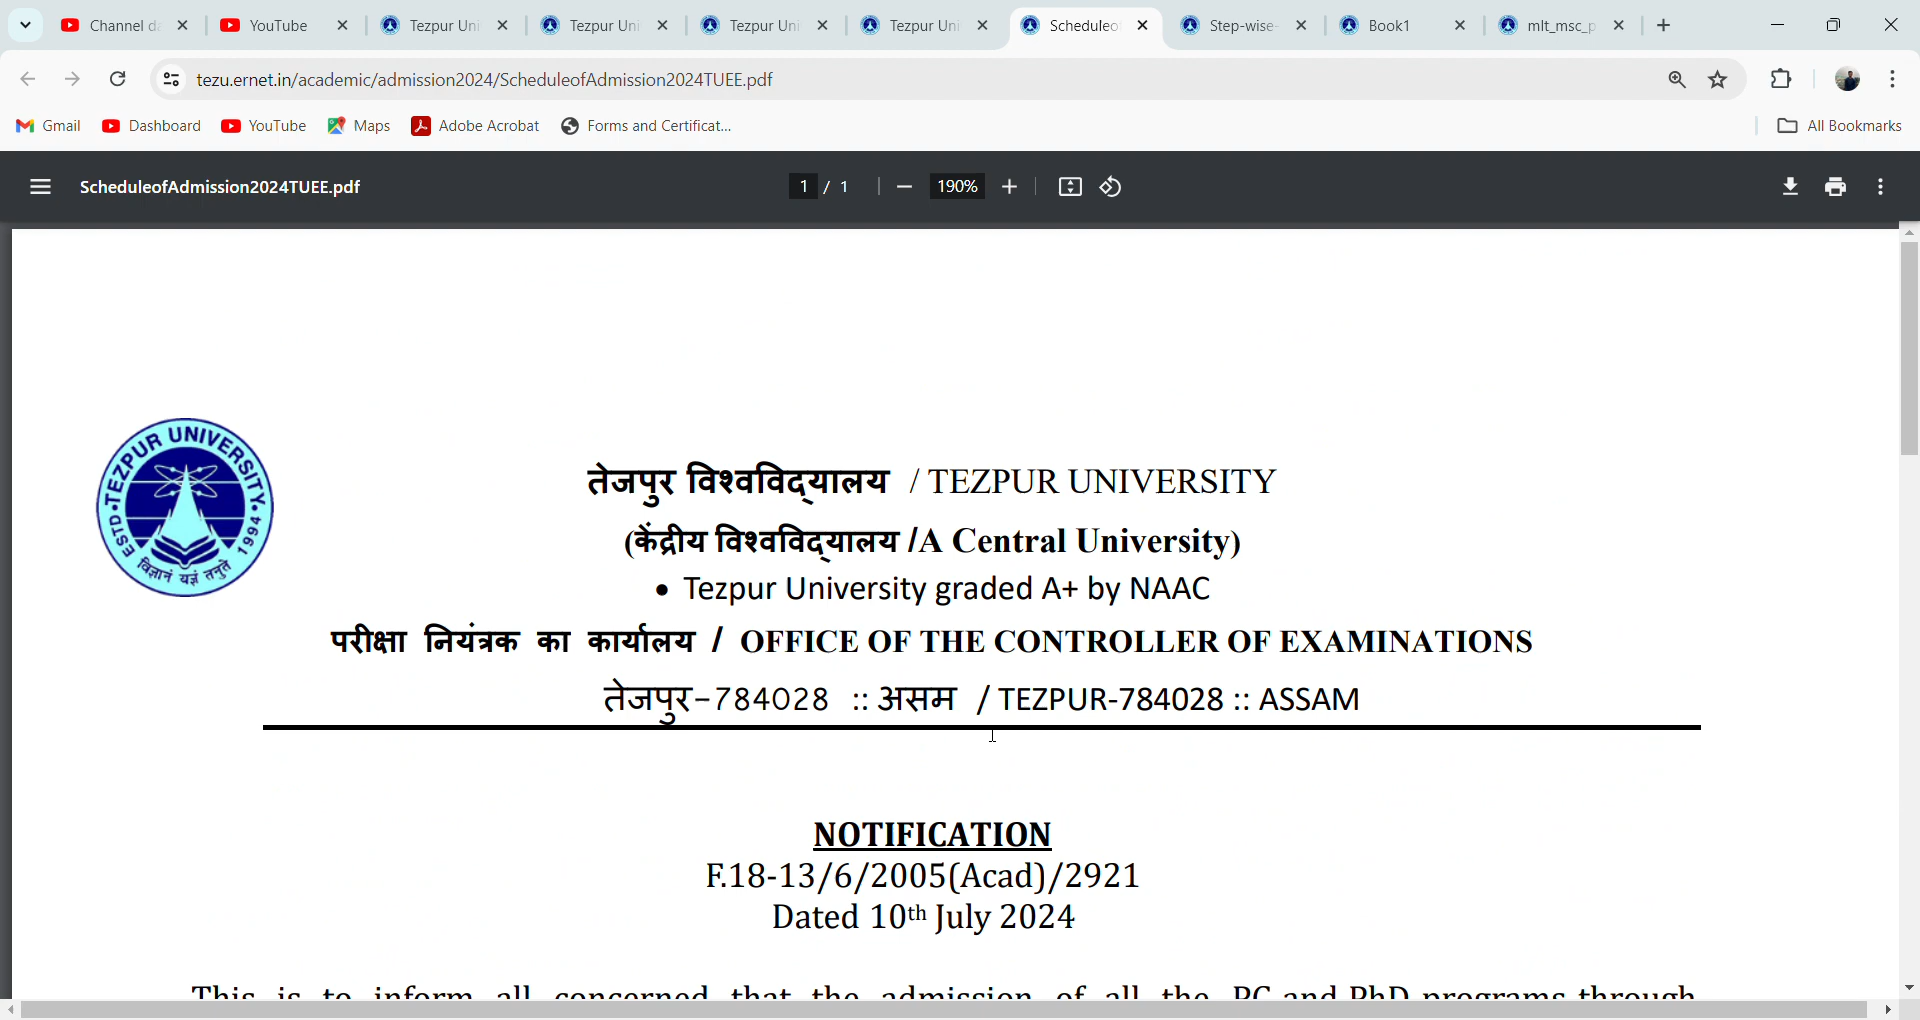 Channel da
YouTube
Tezpur Uni
Tezpur Uni
Tezpur Uni
Tezpur Uni
Scheduleof
Step-wise-
Book1
mlt_msc_p
tezu.ernet.in/academic/admission2024/ScheduleofAdmission2024TUEE.pdf
Gmail
Dashboard
YouTube
Maps
Adobe Acrobat
Forms and Certificat...
All Bookmarks
ScheduleofAdmission2024TUEE.pdf
1 / 1
190%
TEZPUR UNIVERSITY
ESTD
1994
विज्ञानं यज्ञं तनुते
तेजपुर विश्वविद्यालय / TEZPUR UNIVERSITY
(केंद्रीय विश्वविद्यालय /A Central University)
• Tezpur University graded A+ by NAAC
परीक्षा नियंत्रक का कार्यालय / OFFICE OF THE CONTROLLER OF EXAMINATIONS
तेजपुर-784028 :: असम / TEZPUR-784028 :: ASSAM
NOTIFICATION
F.18-13/6/2005(Acad)/2921
Dated 10th July 2024
This is to inform all concerned that the admission of all the PG and PhD programs through